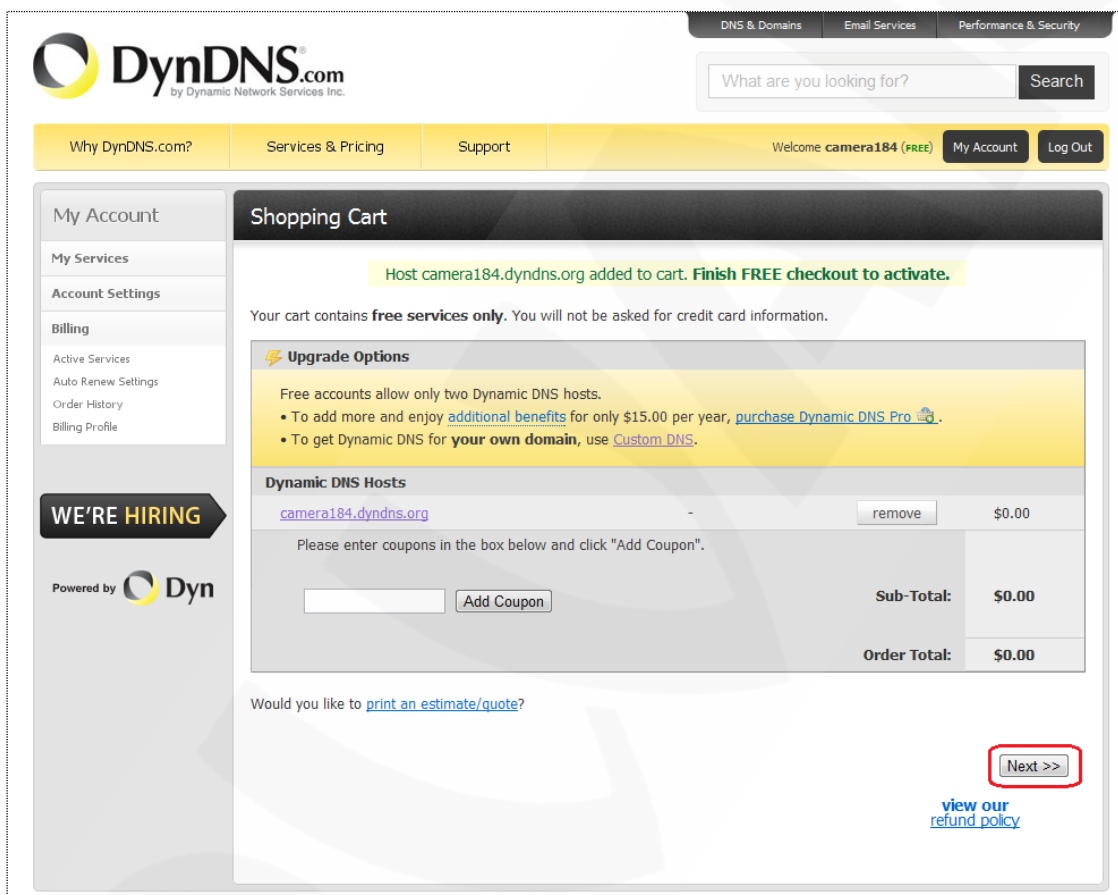 DNS & Domains Email Services Performance & Security
DynDNS.com
by Dynamic Network Services Inc.
What are you looking for? Search
Why DynDNS.com? Services & Pricing Support Welcome camera184 (FREE) My Account Log Out
My Account
My Services
Account Settings
Billing
Active Services
Auto Renew Settings
Order History
Billing Profile
WE'RE HIRING
Powered by Dyn
Shopping Cart
Host camera184.dyndns.org added to cart. Finish FREE checkout to activate.
Your cart contains free services only. You will not be asked for credit card information.
Upgrade Options
Free accounts allow only two Dynamic DNS hosts.
• To add more and enjoy additional benefits for only $15.00 per year, purchase Dynamic DNS Pro .
• To get Dynamic DNS for your own domain, use Custom DNS.
Dynamic DNS Hosts
camera184.dyndns.org - remove $0.00
Please enter coupons in the box below and click "Add Coupon".
Add Coupon Sub-Total: $0.00
Order Total: $0.00
Would you like to print an estimate/quote?
Next >>
view our
refund policy